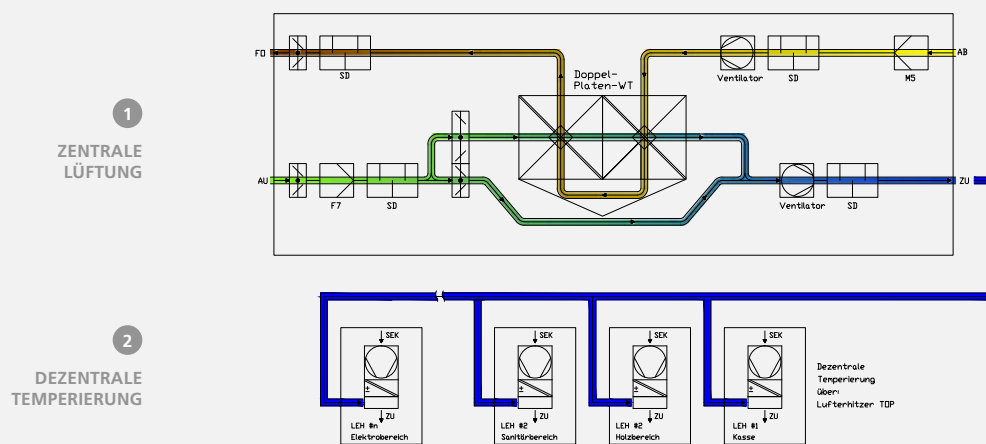 1
ZENTRALE
LÜFTUNG
FO
SD
Doppel-
Platen-WT
Ventilator
SD
M5
AB
AU
F7
SD
Ventilator
SD
ZU
2
DEZENTRALE
TEMPERIERUNG
SEK
±
ZU
LEH #n
Elektrobereich
SEK
±
ZU
LEH #2
Sanitärbereich
SEK
±
ZU
LEH #2
Holzbereich
SEK
±
ZU
LEH #1
Kasse
Dezentrale
Temperierung
über:
Lufterhitzer TOP